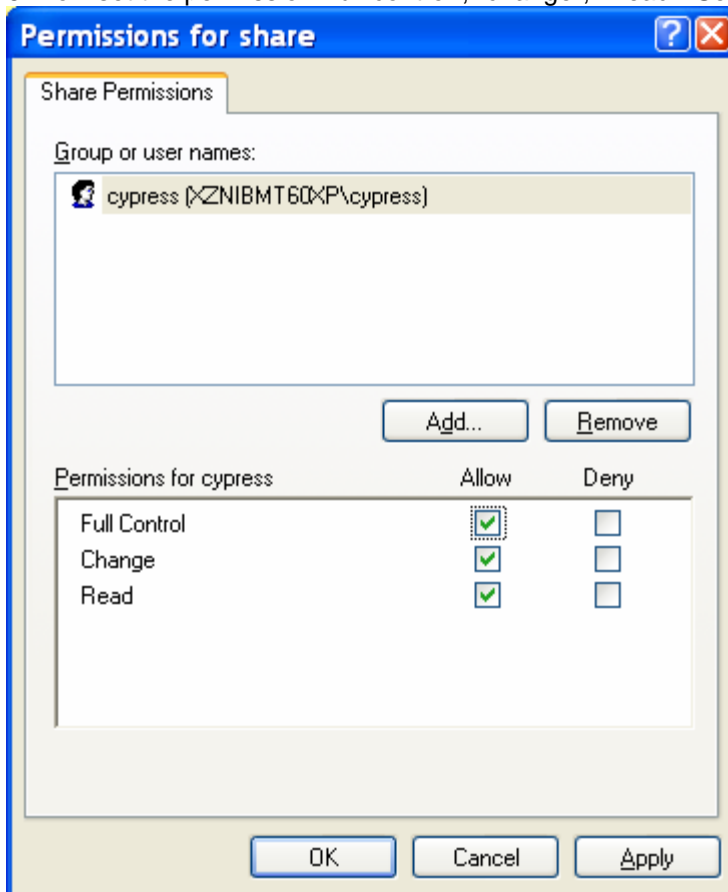 Permissions for share
Share Permissions
Group or user names:
cypress (XZNIBMT60XP\cypress)
Add... Remove
Permissions for cypress Allow Deny
Full Control
Change
Read
OK Cancel Apply